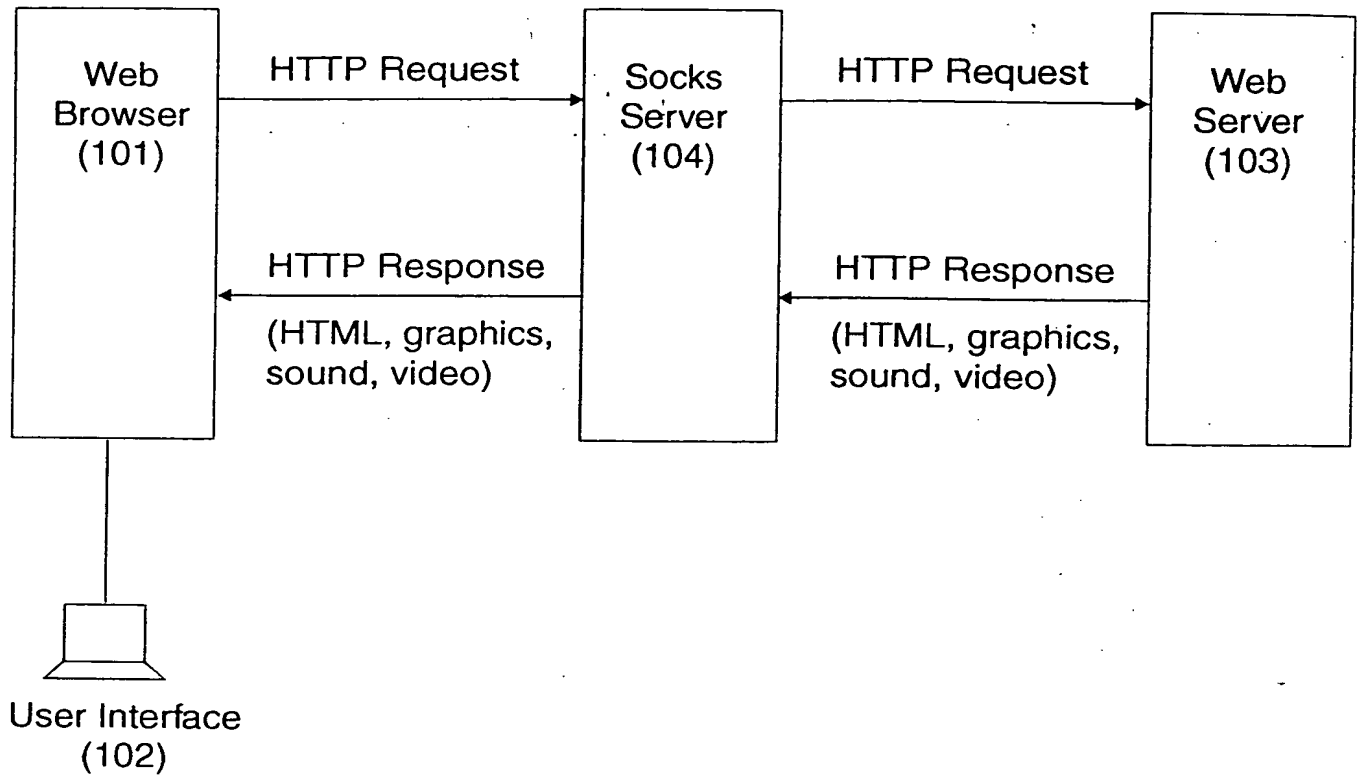 Web
Browser
(101)
HTTP Request
Socks
Server
(104)
HTTP Request
Web
Server
(103)
HTTP Response
(HTML, graphics,
sound, video)
HTTP Response
(HTML, graphics,
sound, video)
User Interface
(102)